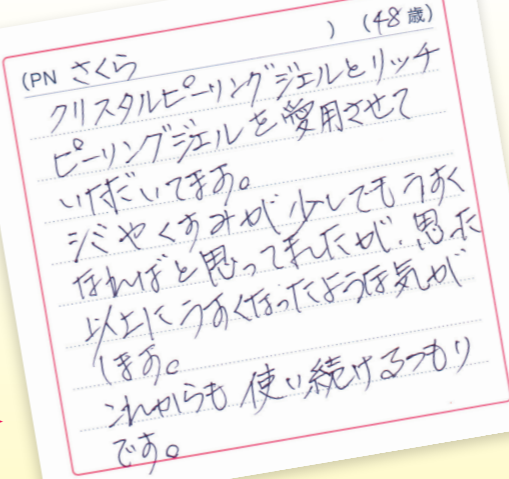 (PN さくら ) (48歳)
クリスタルピーリングジェルとリッチ
ピーリングジェルを愛用させて
いただいてます。
シミやくすみが少しでもうすく
なればと思ってましたが、思った
以上にうすくなったような気が
します。
これからも使い続けるつもり
です。